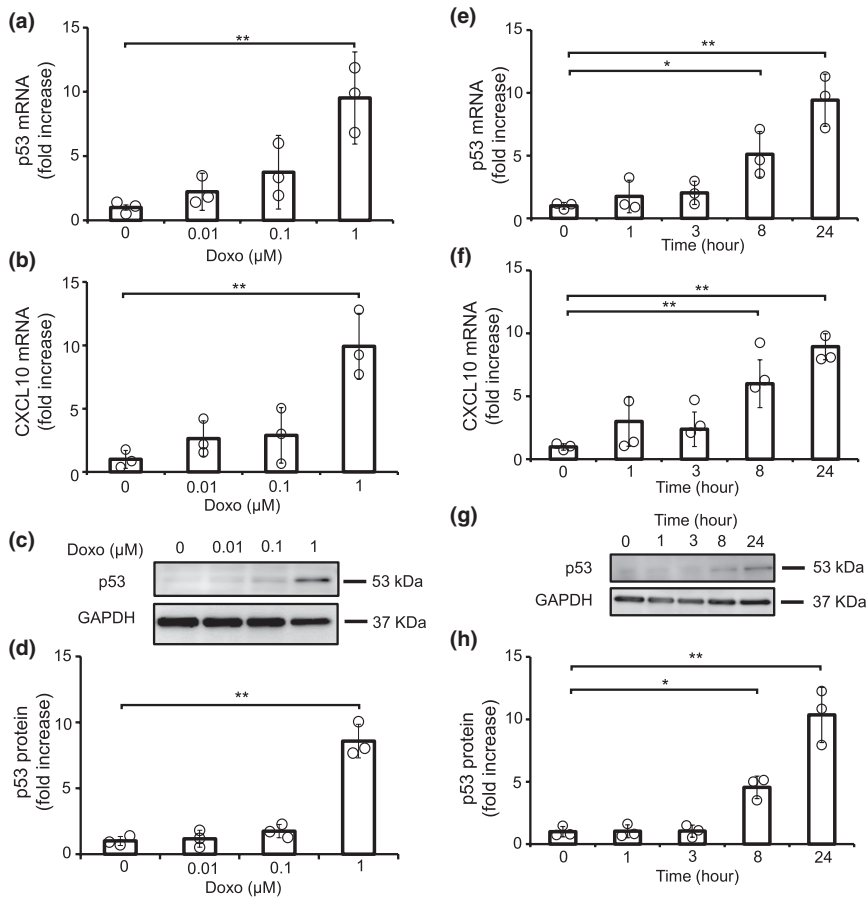 (a)
**
15
10
5
0
p53 mRNA
(fold increase)
0 0.01 0.1 1
Doxo (µM)
(b)
**
15
10
5
0
CXCL10 mRNA
(fold increase)
0 0.01 0.1 1
Doxo (µM)
(c)
Doxo (µM) 0 0.01 0.1 1
p53 53 kDa
GAPDH 37 KDa
(d)
**
15
10
5
0
p53 protein
(fold increase)
0 0.01 0.1 1
Doxo (µM)
(e)
**
*
15
10
5
0
p53 mRNA
(fold increase)
0 1 3 8 24
Time (hour)
(f)
**
**
15
10
5
0
CXCL10 mRNA
(fold increase)
0 1 3 8 24
Time (hour)
(g)
Time (hour)
0 1 3 8 24
p53 53 kDa
GAPDH 37 KDa
(h)
**
*
15
10
5
0
p53 protein
(fold increase)
0 1 3 8 24
Time (hour)